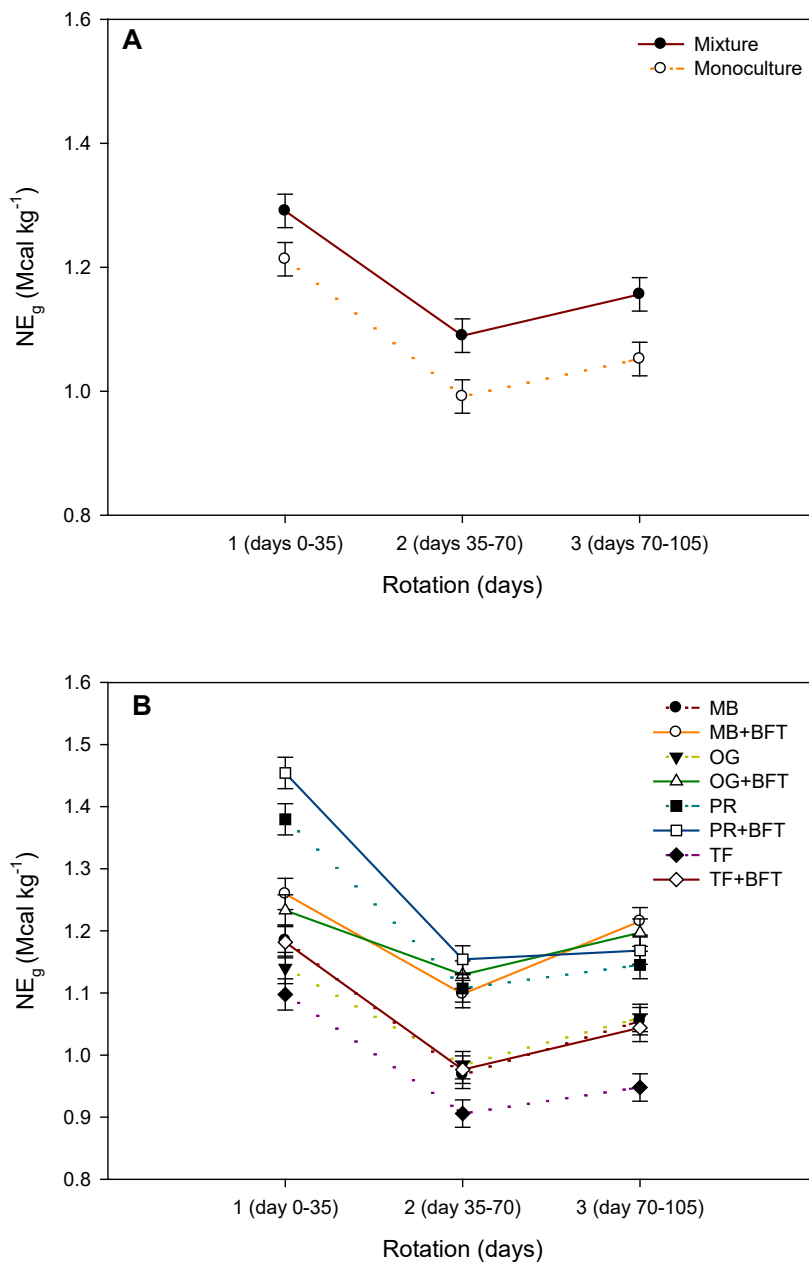 A
Mixture
Monoculture
1.6
1.4
1.2
1.0
0.8
NEg (Mcal kg-1)
1 (days 0-35) 2 (days 35-70) 3 (days 70-105)
Rotation (days)
B
MB
MB+BFT
OG
OG+BFT
PR
PR+BFT
TF
TF+BFT
1.6
1.5
1.4
1.3
1.2
1.1
1.0
0.9
0.8
NEg (Mcal kg-1)
1 (day 0-35) 2 (day 35-70) 3 (day 70-105)
Rotation (days)